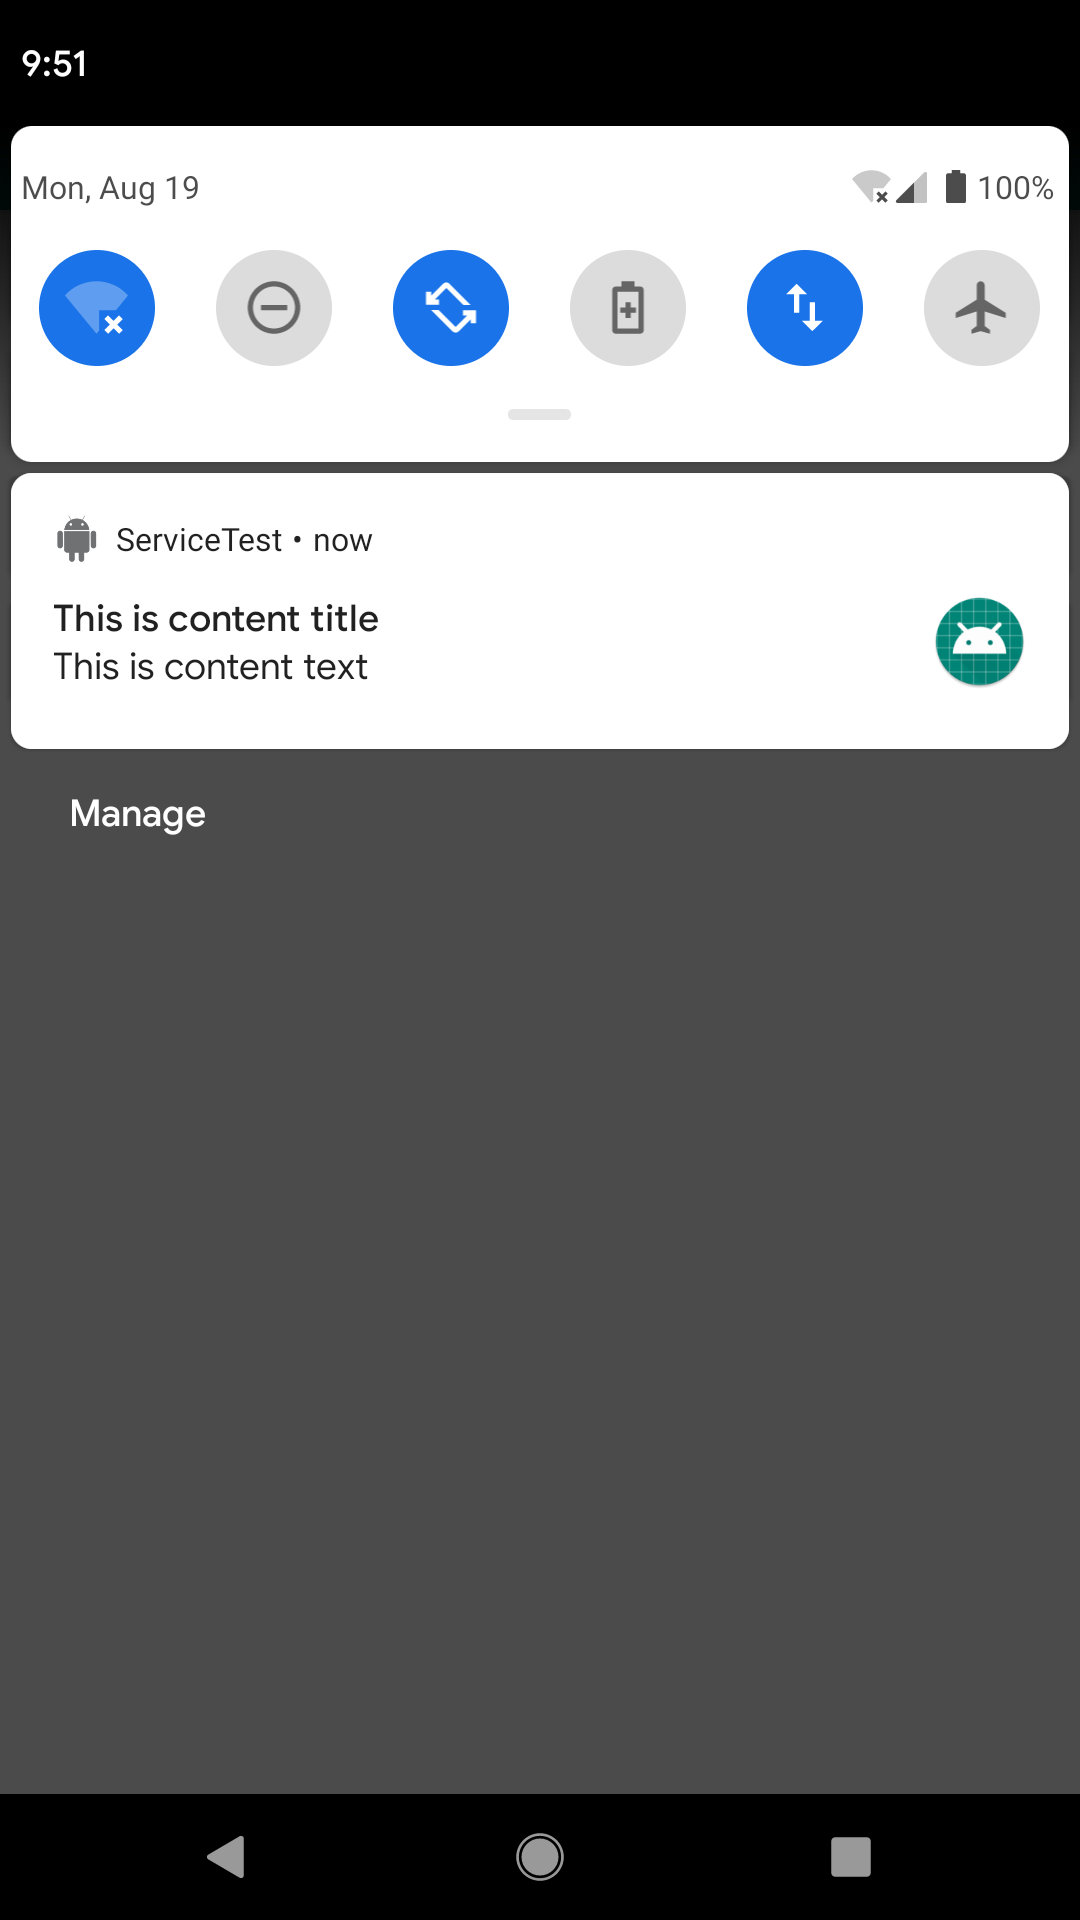 9:51
Mon, Aug 19 100%
ServiceTest • now
This is content title
This is content text
Manage